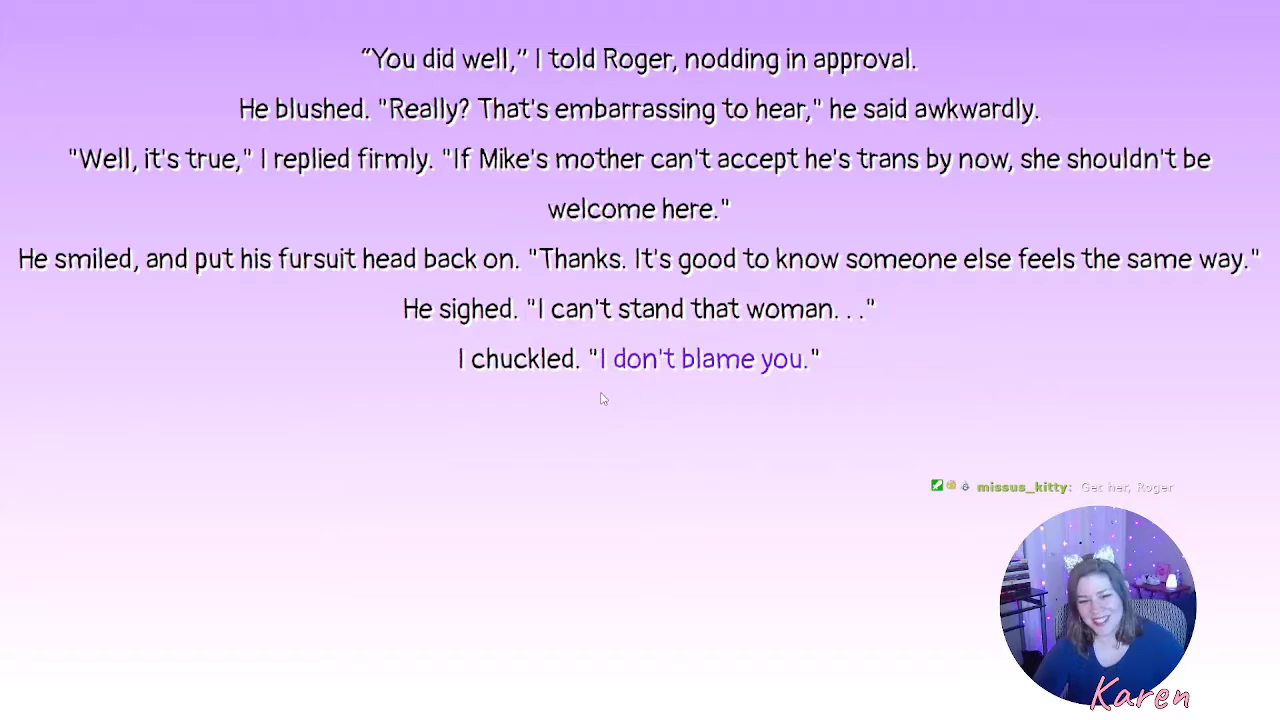 “You did well,” I told Roger, nodding in approval.
He blushed. "Really? That's embarrassing to hear," he said awkwardly.
"Well, it's true," I replied firmly. "If Mike's mother can't accept he's trans by now, she shouldn't be
welcome here."
He smiled, and put his fursuit head back on. "Thanks. It's good to know someone else feels the same way."
He sighed. "I can't stand that woman. . ."
I chuckled. "I don't blame you."
missus_kitty: Get her, Roger
Karen